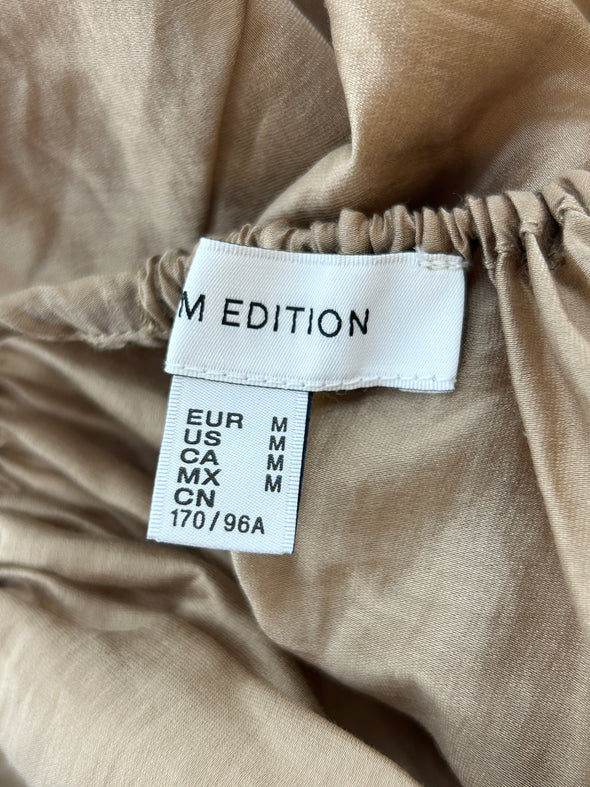 M EDITION
EUR M
US M
CA M
MX M
CN
170/96A